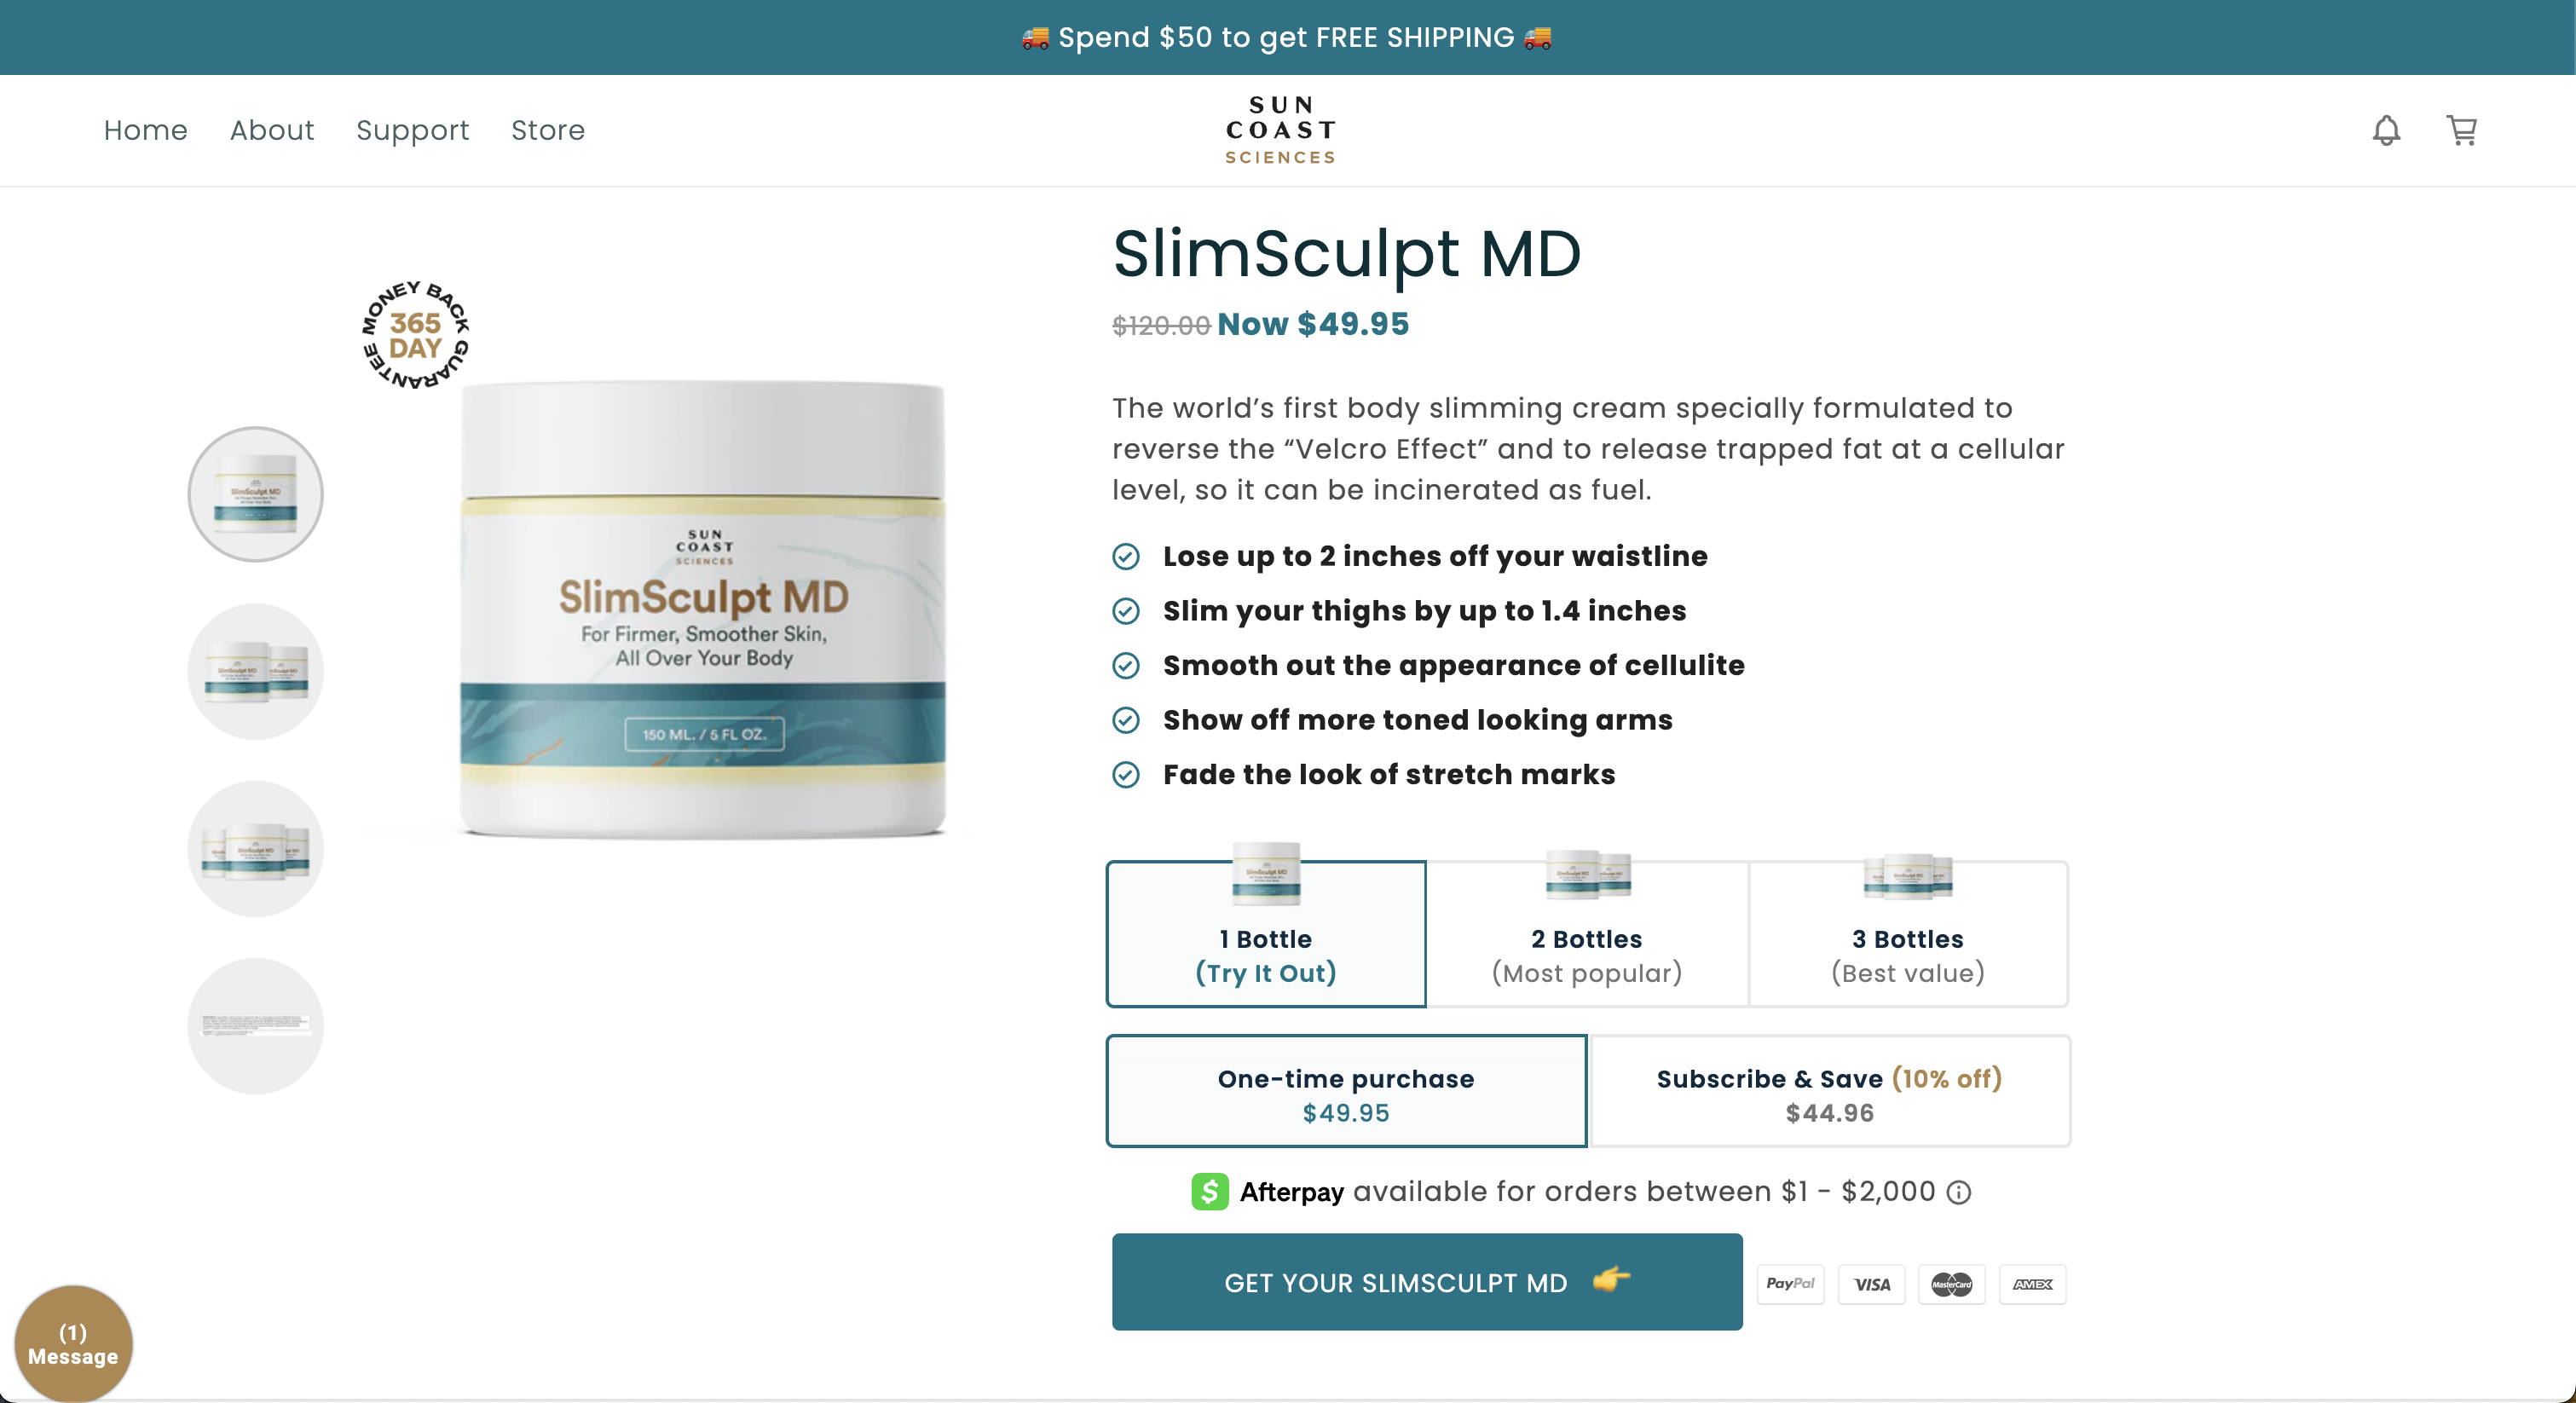 🚚 Spend $50 to get FREE SHIPPING 🚚
Home About Support Store
SUN
COAST
SCIENCES
MONEY BACK GUARANTEE
365
DAY
SUN
COAST
SCIENCES
SlimSculpt MD
For Firmer, Smoother Skin,
All Over Your Body
150 ML. / 5 FL OZ.
SlimSculpt MD
$120.00 Now $49.95
The world’s first body slimming cream specially formulated to
reverse the “Velcro Effect” and to release trapped fat at a cellular
level, so it can be incinerated as fuel.
Lose up to 2 inches off your waistline
Slim your thighs by up to 1.4 inches
Smooth out the appearance of cellulite
Show off more toned looking arms
Fade the look of stretch marks
1 Bottle
(Try It Out)
2 Bottles
(Most popular)
3 Bottles
(Best value)
One-time purchase
$49.95
Subscribe & Save (10% off)
$44.96
Afterpay available for orders between $1 - $2,000
GET YOUR SLIMSCULPT MD 👉
PayPal VISA MasterCard AMEX
(1)
Message